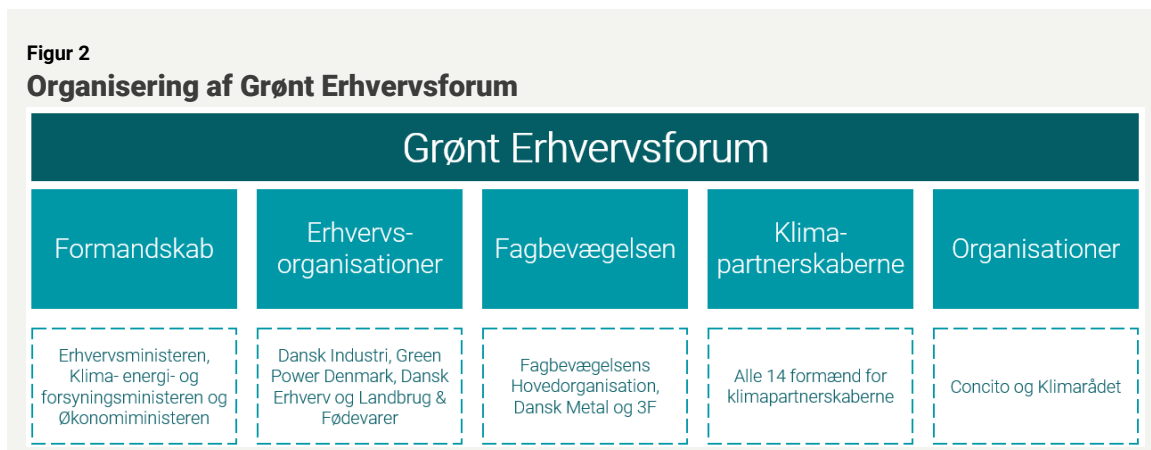 Figur 2
Organisering af Grønt Erhvervsforum
Grønt Erhvervsforum
Formandskab
Erhvervs-
organisationer
Fagbevægelsen
Klima-
partnerskaberne
Organisationer
Erhvervsministeren,
Klima- energi- og
forsyningsministeren og
Økonomiministeren
Dansk Industri, Green
Power Denmark, Dansk
Erhverv og Landbrug &
Fødevarer
Fagbevægelsens
Hovedorganisation,
Dansk Metal og 3F
Alle 14 formænd for
klimapartnerskaberne
Concito og Klimarådet